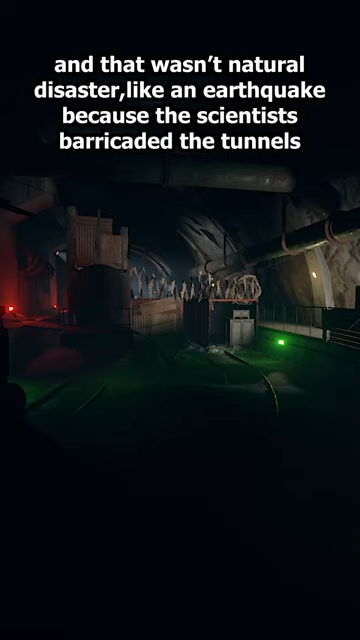 and that wasn’t natural
disaster,like an earthquake
because the scientists
barricaded the tunnels